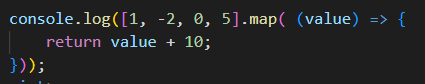 console.log([1, -2, 0, 5].map( (value) => {
    return value + 10;
}));